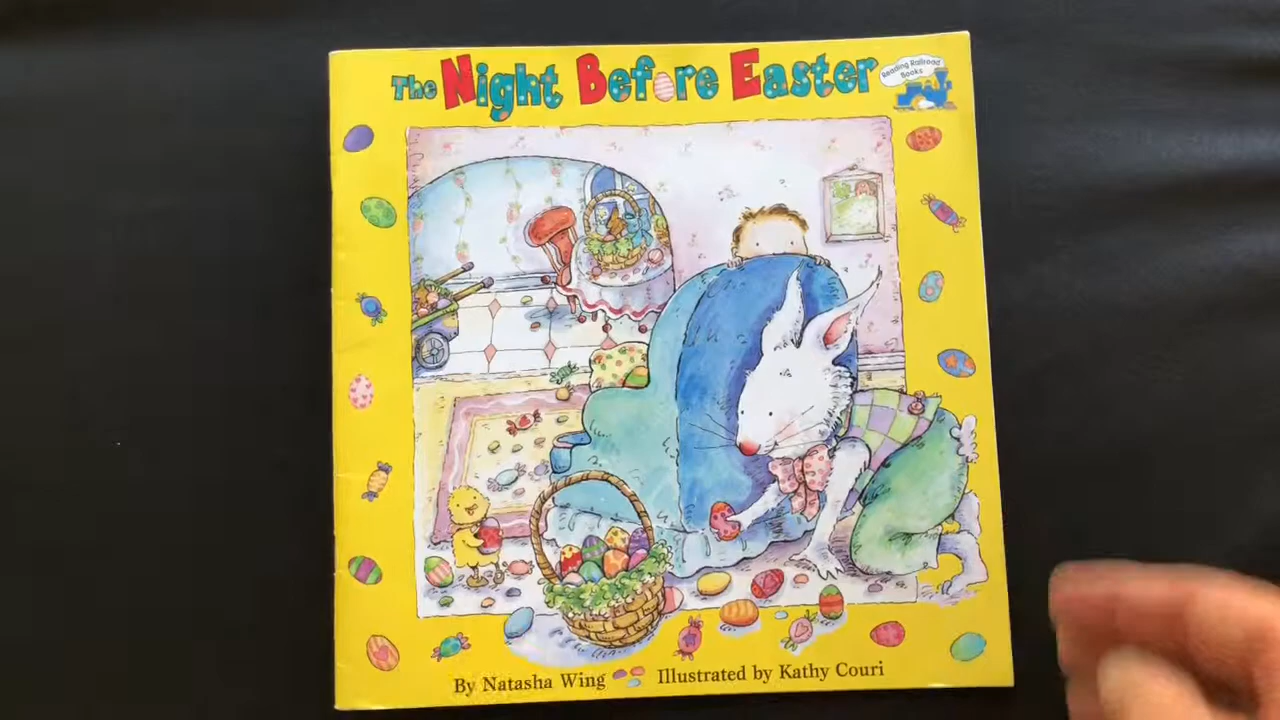 The Night Before Easter
Reading Railroad
Books
By Natasha Wing Illustrated by Kathy Couri